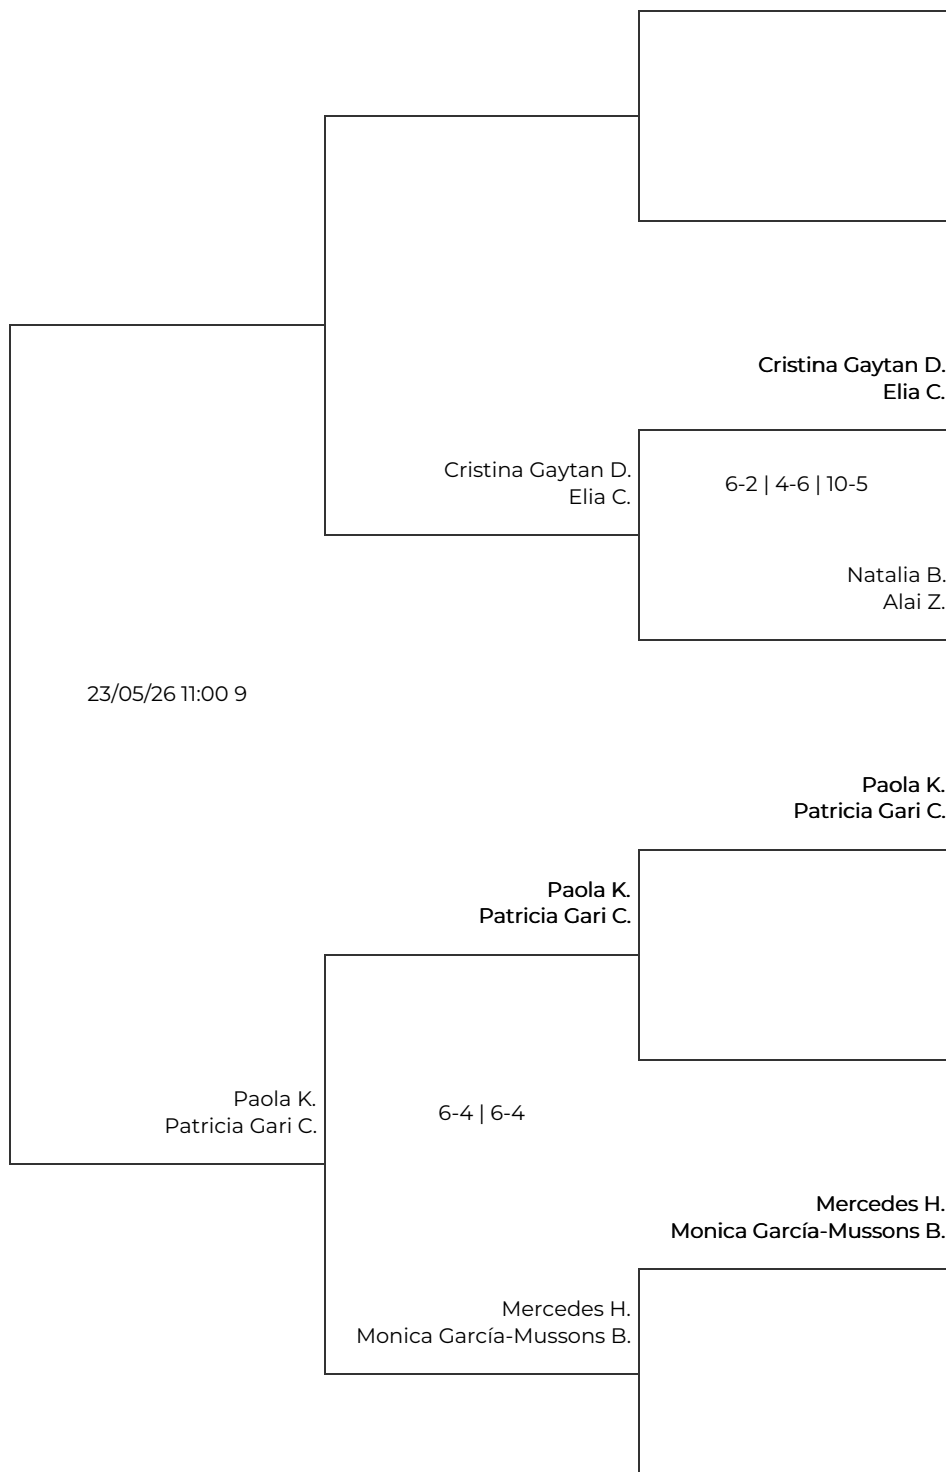 Cristina Gaytan D.
Elia C.
Cristina Gaytan D.
Elia C.
6-2 | 4-6 | 10-5
Natalia B.
Alai Z.
23/05/26 11:00 9
Paola K.
Patricia Gari C.
Paola K.
Patricia Gari C.
Paola K.
Patricia Gari C.
6-4 | 6-4
Mercedes H.
Monica García-Mussons B.
Mercedes H.
Monica García-Mussons B.